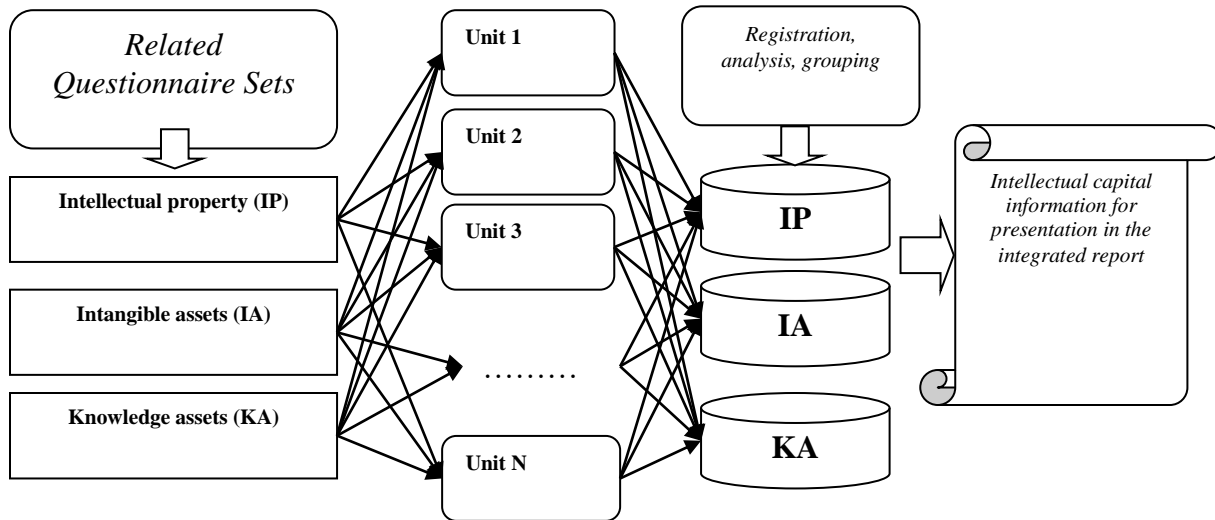 Related
Questionnaire Sets
Intellectual property (IP)
Intangible assets (IA)
Knowledge assets (KA)
Unit 1
Unit 2
Unit 3
.........
Unit N
Registration,
analysis, grouping
IP
IA
KA
Intellectual capital
information for
presentation in the
integrated report